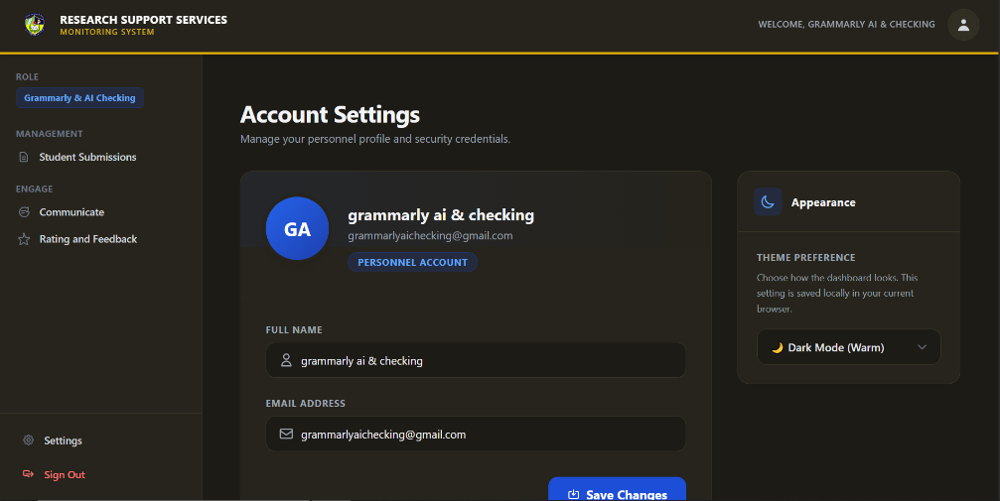 RESEARCH SUPPORT SERVICES
MONITORING SYSTEM
WELCOME, GRAMMARLY AI & CHECKING
ROLE
Grammarly & AI Checking
MANAGEMENT
Student Submissions
ENGAGE
Communicate
Rating and Feedback
Settings
Sign Out
Account Settings
Manage your personnel profile and security credentials.
GA
grammarly ai & checking
grammarlyaichecking@gmail.com
PERSONNEL ACCOUNT
FULL NAME
grammarly ai & checking
EMAIL ADDRESS
grammarlyaichecking@gmail.com
Save Changes
Appearance
THEME PREFERENCE
Choose how the dashboard looks. This
setting is saved locally in your current
browser.
🌙 Dark Mode (Warm)